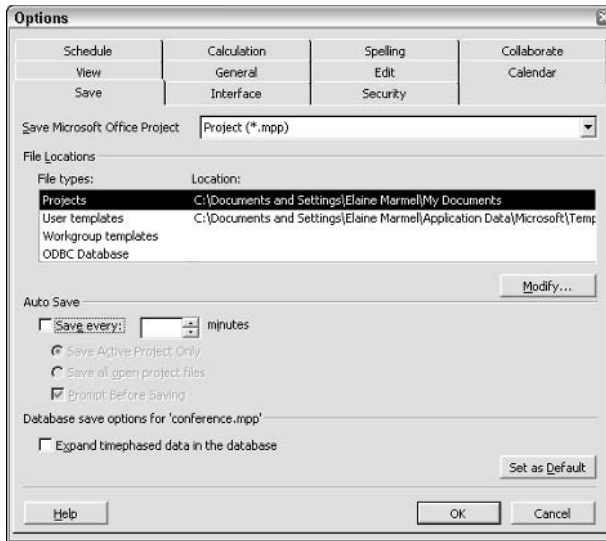 Options
Schedule Calculation Spelling Collaborate
View General Edit Calendar
Save Interface Security
Save Microsoft Office Project Project (*.mpp)
File Locations
File types: Location:
Projects C:\Documents and Settings\Elaine Marmel\My Documents
User templates C:\Documents and Settings\Elaine Marmel\Application Data\Microsoft\Temp
Workgroup templates
ODBC Database
Modify...
Auto Save
Save every: minutes
Save Active Project Only
Save all open project files
Prompt Before Saving
Database save options for 'conference.mpp'
Expand timephased data in the database
Set as Default
Help OK Cancel